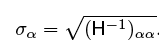 σ_α = √((H⁻¹)_αα).